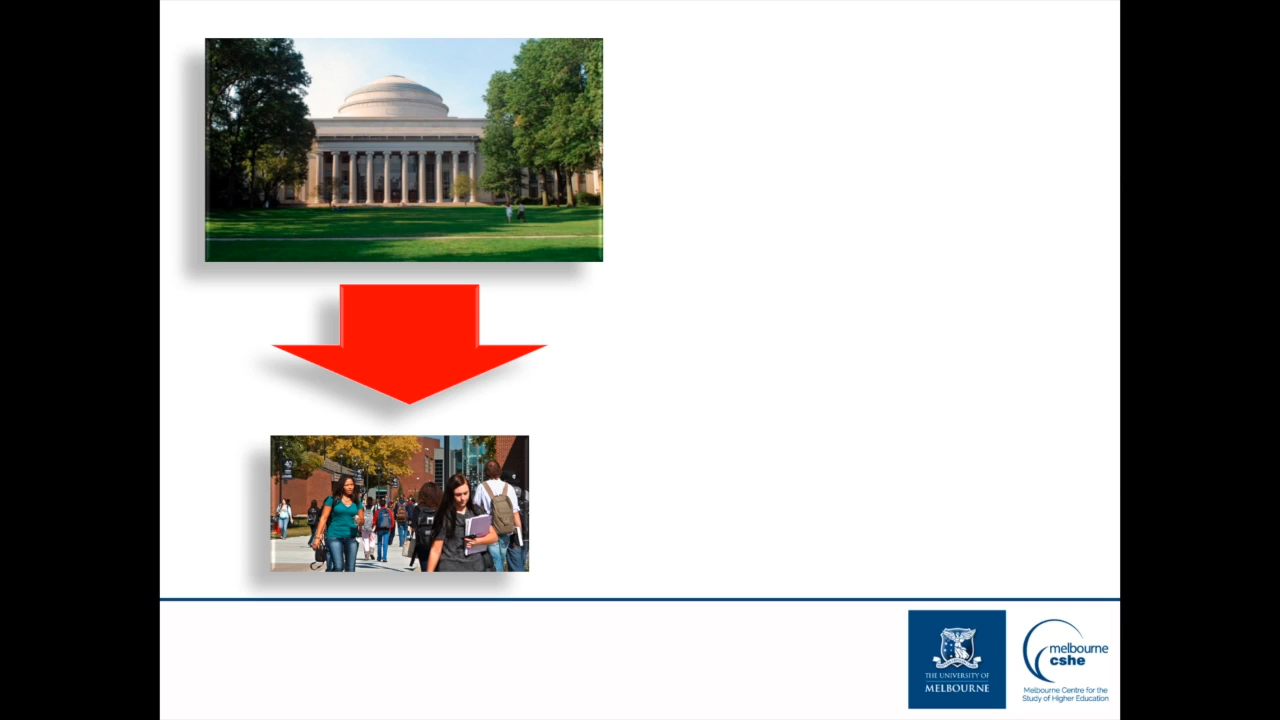 THE UNIVERSITY OF
MELBOURNE
melbourne
cshe
Melbourne Centre for the
Study of Higher Education